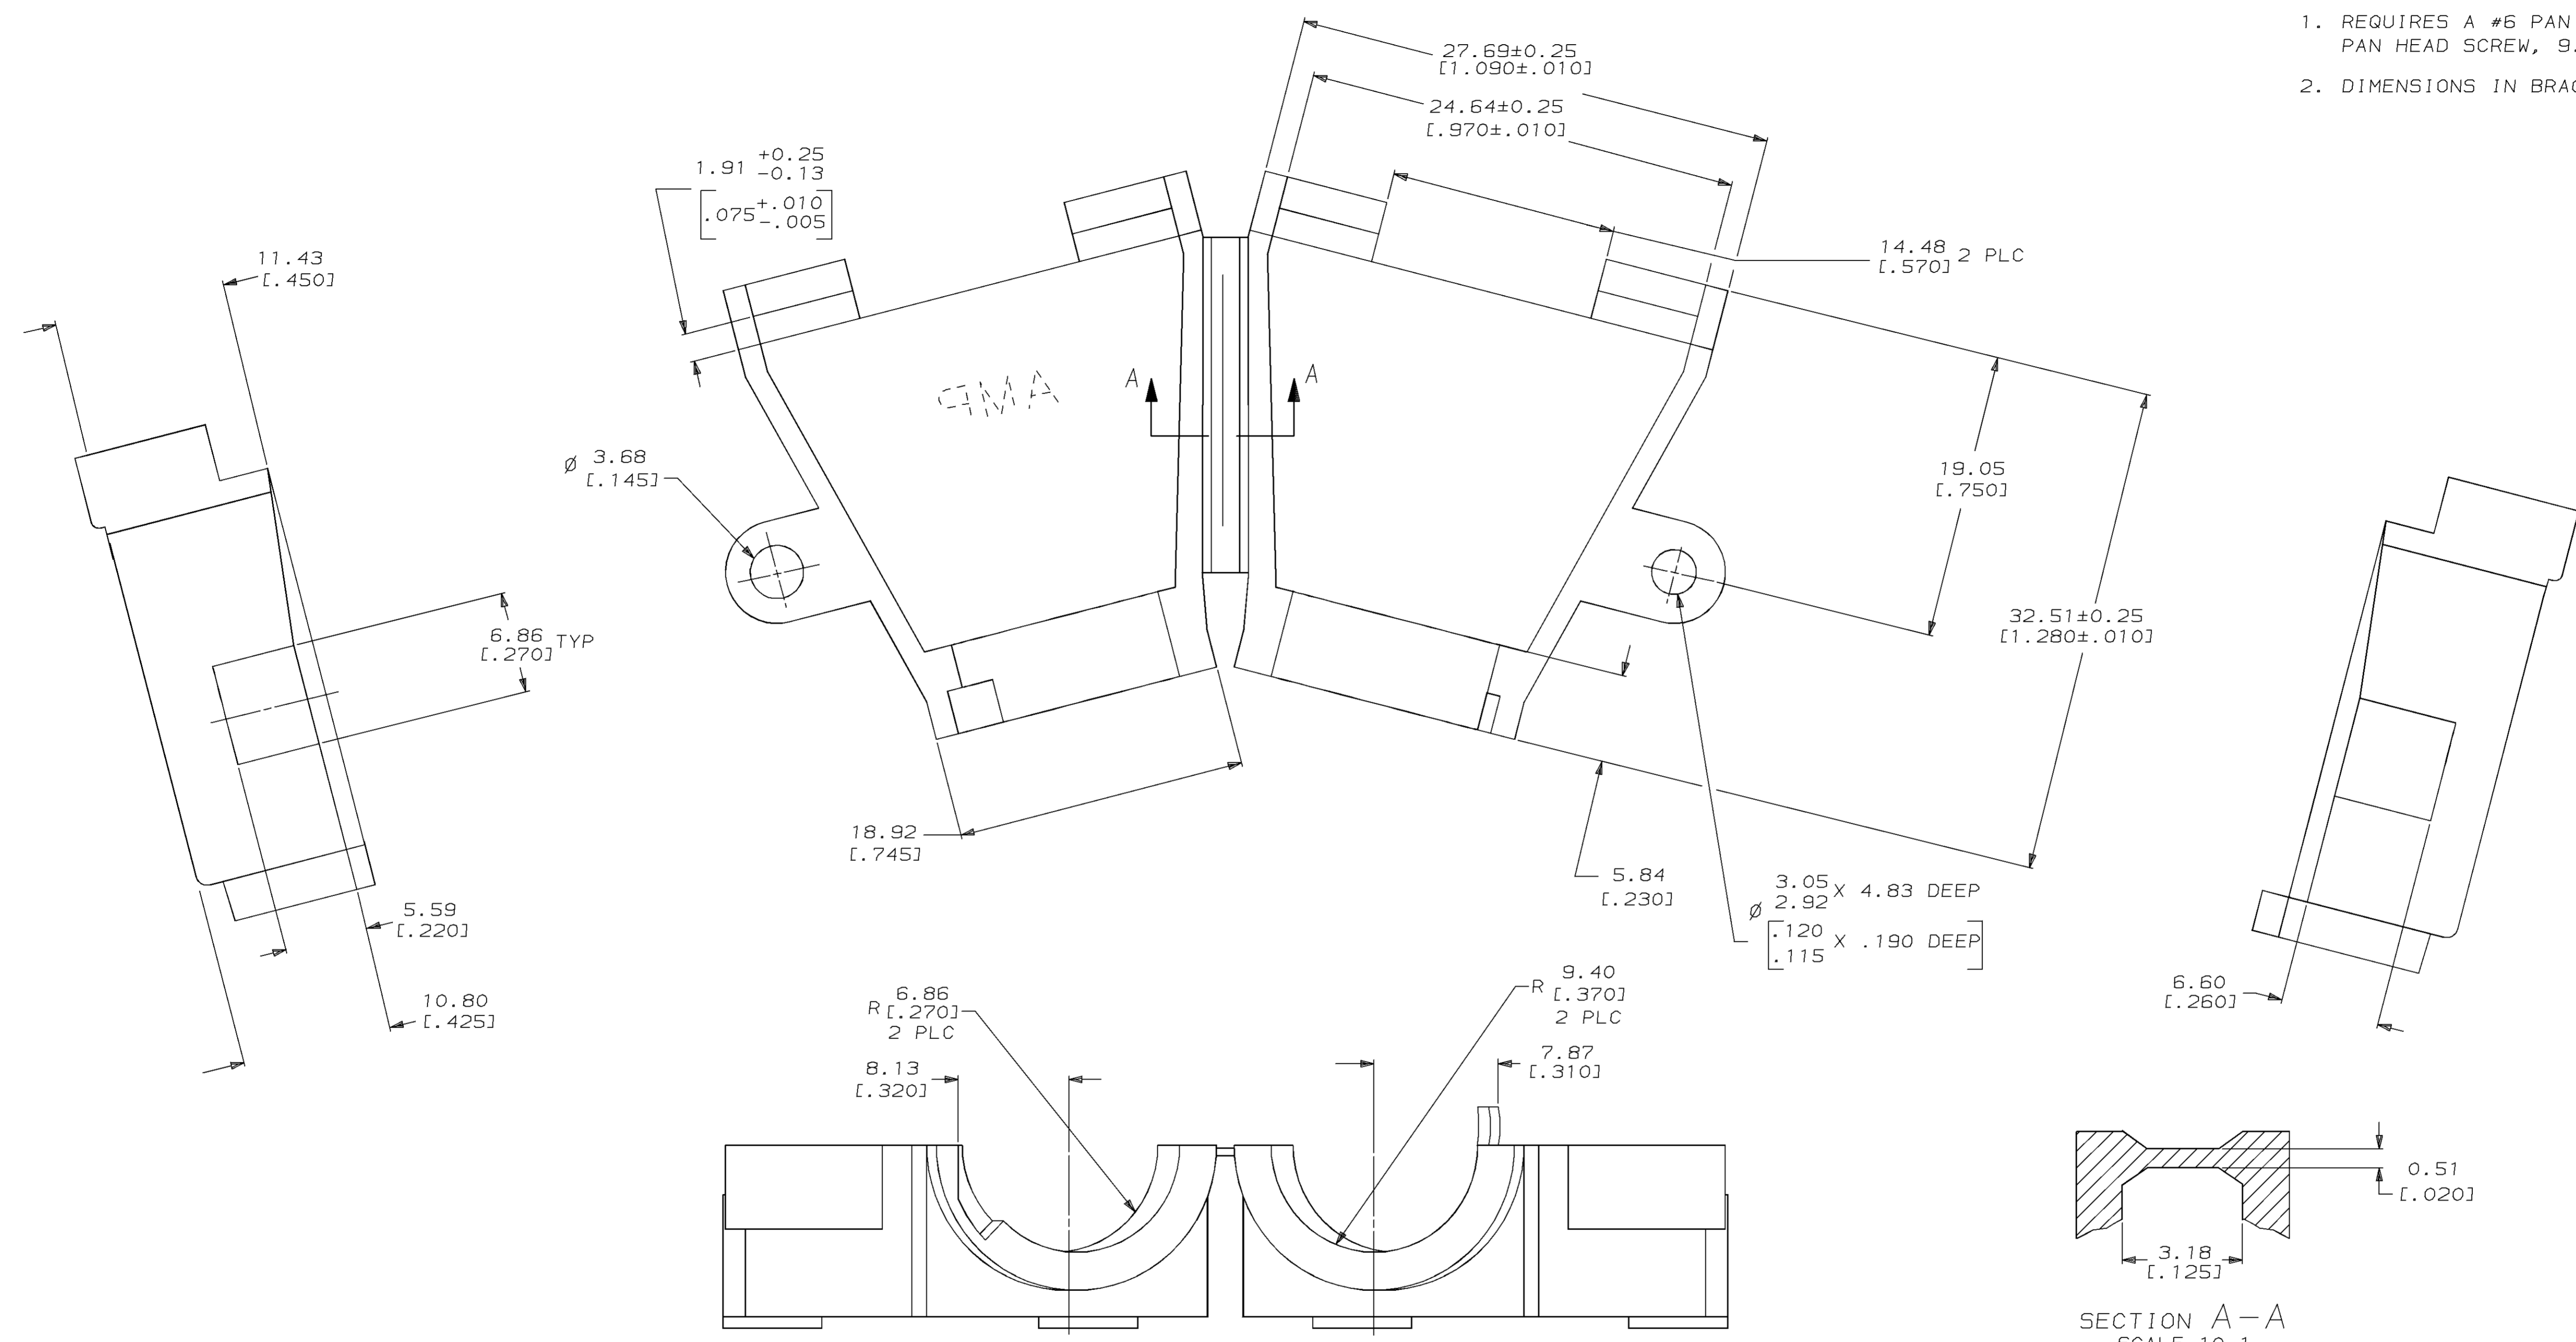 1. REQUIRES A #6 PAN
PAN HEAD SCREW, 9.
2. DIMENSIONS IN BRAC
27.69±0.25
[1.090±.010]
24.64±0.25
[.970±.010]
1.91 +0.25
-0.13
[.075 +.010
-.005]
14.48
[.570] 2 PLC
11.43
[.450]
A A
AMP
Ø 3.68
[.145]
19.05
[.750]
6.86 TYP
[.270]
32.51±0.25
[1.280±.010]
18.92
[.745]
5.84
[.230]
Ø 3.05
2.92 X 4.83 DEEP
[.120
.115 X .190 DEEP]
5.59
[.220]
10.80
[.425]
6.60
[.260]
R 6.86
[.270]
2 PLC
R 9.40
[.370]
2 PLC
8.13
[.320]
7.87
[.310]
0.51
[.020]
3.18
[.125]
SECTION A-A